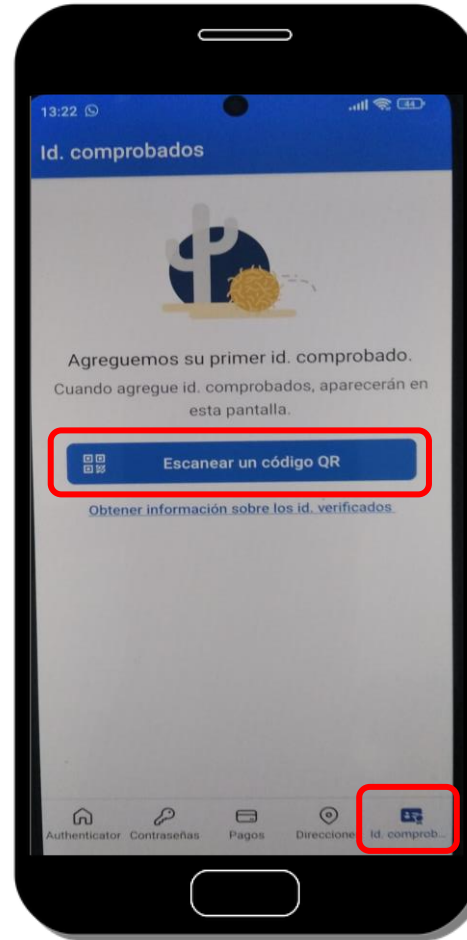 13:22
44
Id. comprobados
Agreguemos su primer id. comprobado.
Cuando agregue id. comprobados, aparecerán en
esta pantalla.
Escanear un código QR
Obtener información sobre los id. verificados
Authenticator Contraseñas Pagos Direccione Id. comprob...